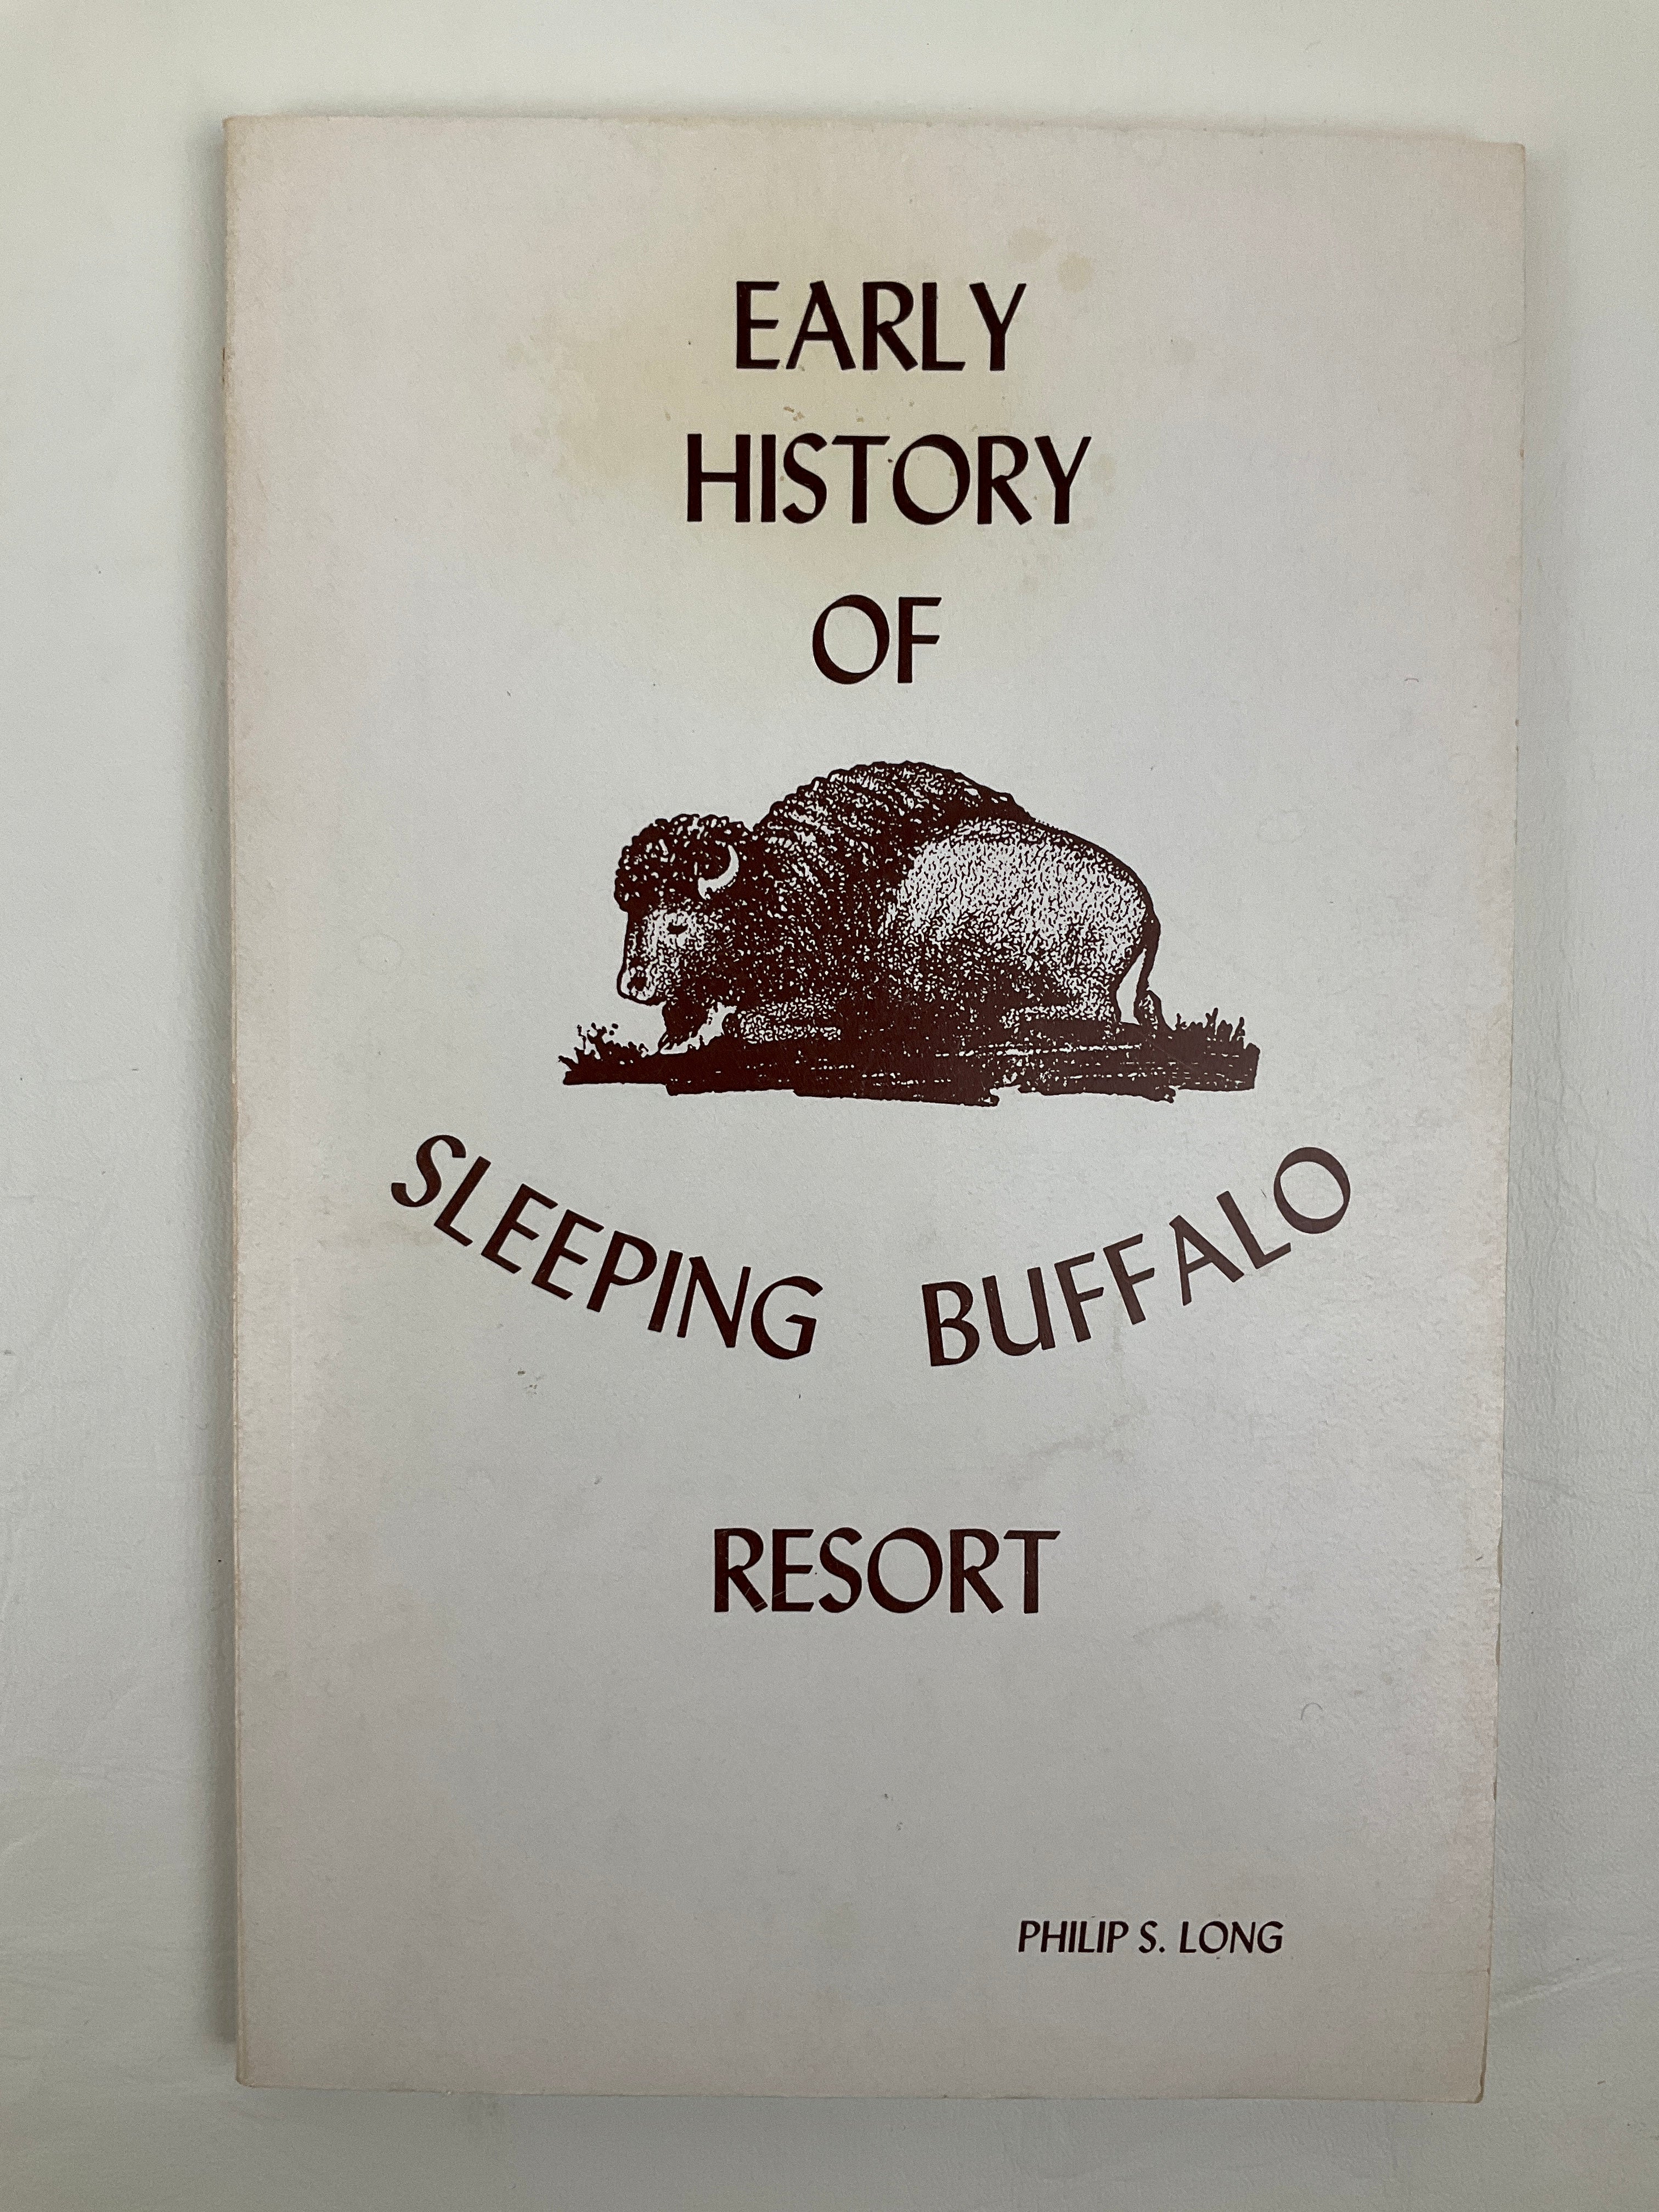 EARLY
HISTORY
OF
SLEEPING BUFFALO
RESORT
PHILIP S. LONG